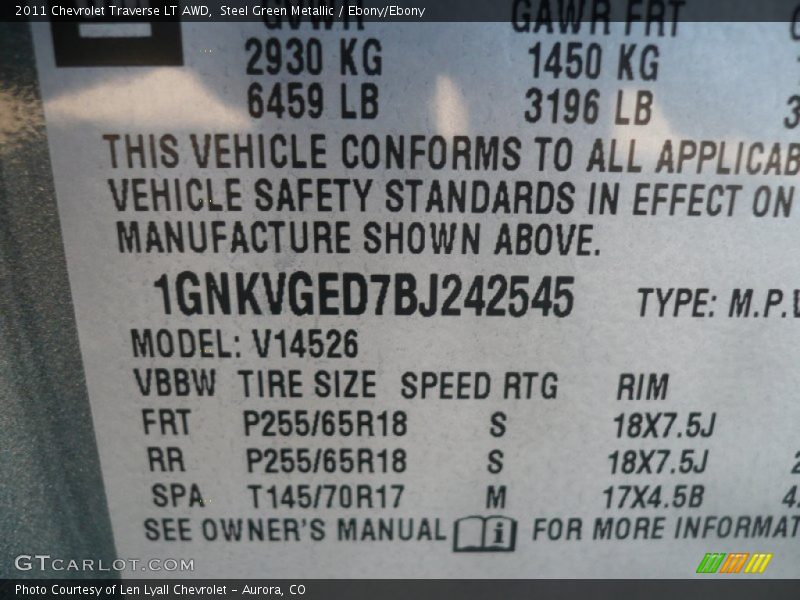 2011 Chevrolet Traverse LT AWD, Steel Green Metallic / Ebony/Ebony
GVWR GAWR FRT
2930 KG 1450 KG
6459 LB 3196 LB 3
THIS VEHICLE CONFORMS TO ALL APPLICAB
VEHICLE SAFETY STANDARDS IN EFFECT ON
MANUFACTURE SHOWN ABOVE.
1GNKVGED7BJ242545 TYPE: M.P.V
MODEL: V14526
VBBW TIRE SIZE SPEED RTG RIM
FRT P255/65R18 S 18X7.5J
RR P255/65R18 S 18X7.5J 2
SPA T145/70R17 M 17X4.5B 4
SEE OWNER'S MANUAL i FOR MORE INFORMAT
GTCARLOT.COM
Photo Courtesy of Len Lyall Chevrolet - Aurora, CO